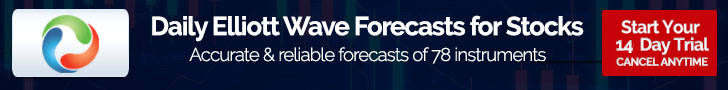 Daily Elliott Wave Forecasts for Stocks
Accurate & reliable forecasts of 78 instruments
Start Your
14 Day Trial
CANCEL ANYTIME